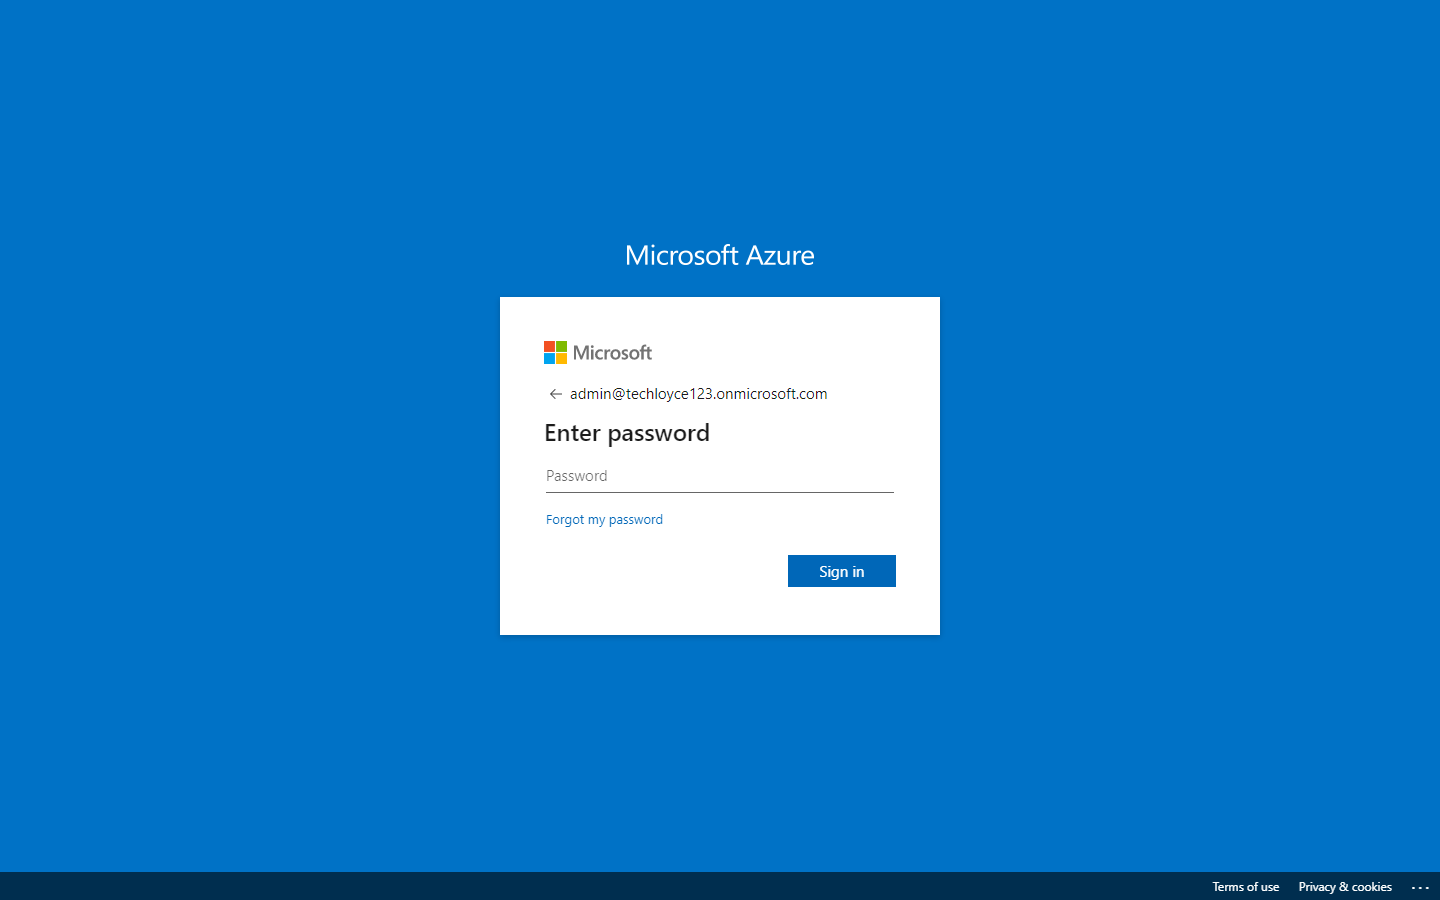 Microsoft Azure
Microsoft
admin@techloyce123.onmicrosoft.com
Enter password
Password
Forgot my password
Sign in
Terms of use Privacy & cookies ...